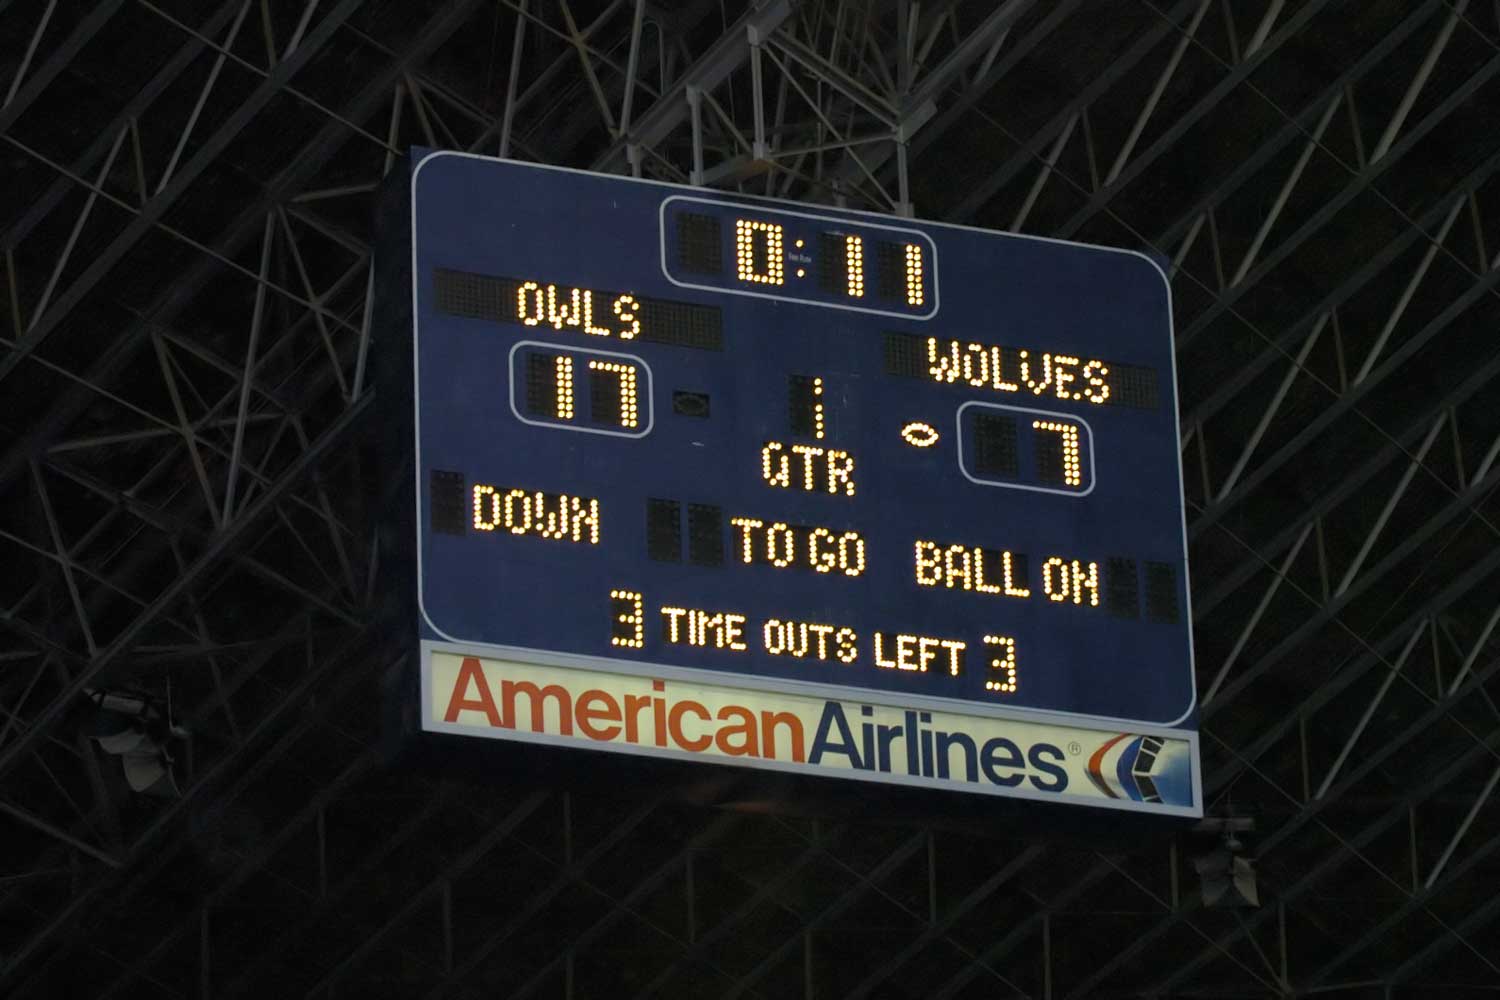 0:11
OWLS
WOLVES
17
1
7
QTR
DOWN
TO GO
BALL ON
3 TIME OUTS LEFT 3
AmericanAirlines®